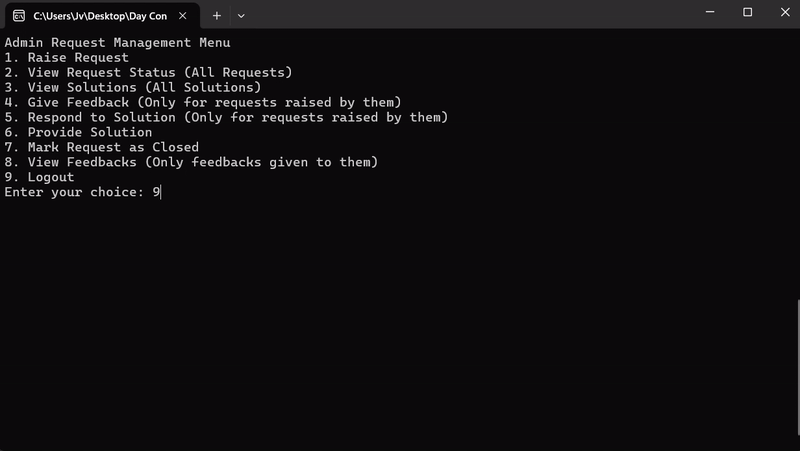 C:\Users\Jv\Desktop\Day Con
Admin Request Management Menu
1. Raise Request
2. View Request Status (All Requests)
3. View Solutions (All Solutions)
4. Give Feedback (Only for requests raised by them)
5. Respond to Solution (Only for requests raised by them)
6. Provide Solution
7. Mark Request as Closed
8. View Feedbacks (Only feedbacks given to them)
9. Logout
Enter your choice: 9